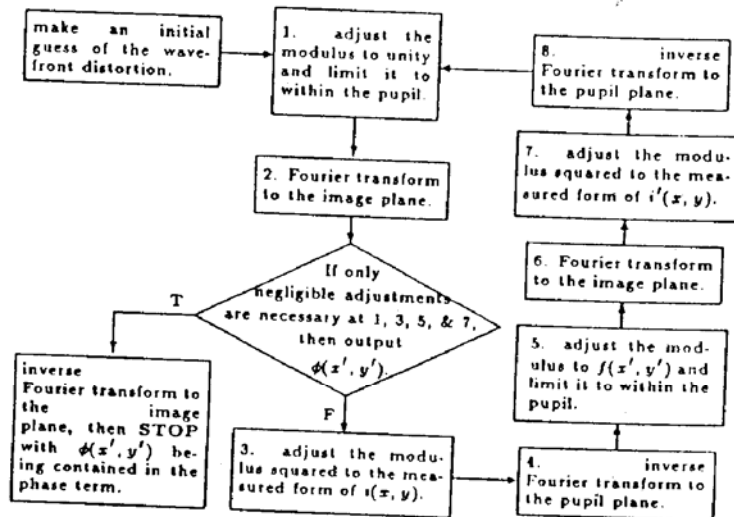 make an initial
guess of the wave-
front distortion.
1. adjust the
modulus to unity
and limit it to
within the pupil.
2. Fourier transform
to the image plane.
If only
negligible adjustments
are necessary at 1, 3, 5, & 7,
then output
ϕ(x′, y′).
T
F
inverse
Fourier transform to
the image
plane, then STOP
with ϕ(x′, y′) be-
ing contained in the
phase term.
3. adjust the modu-
lus squared to the mea-
sured form of i(x, y).
4. inverse
Fourier transform to
the pupil plane.
5. adjust the mod-
ulus to f(x′, y′) and
limit it to within the
pupil.
6. Fourier transform
to the image plane.
7. adjust the modu-
lus squared to the mea-
sured form of i′(x, y).
8. inverse
Fourier transform to
the pupil plane.